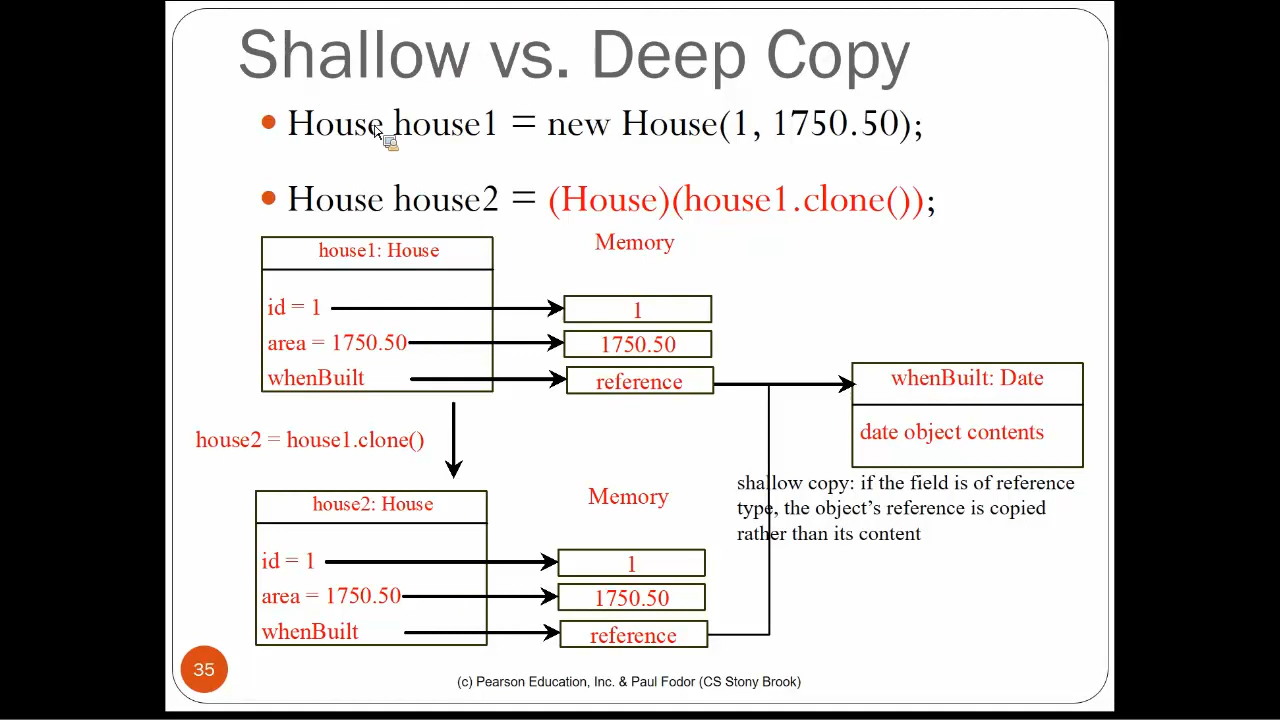 Shallow vs. Deep Copy
House house1 = new House(1, 1750.50);
House house2 = (House)(house1.clone());
house1: House
Memory
id = 1
1
area = 1750.50
1750.50
whenBuilt
reference
whenBuilt: Date
date object contents
house2 = house1.clone()
shallow copy: if the field is of reference
type, the object’s reference is copied
rather than its content
house2: House
Memory
id = 1
1
area = 1750.50
1750.50
whenBuilt
reference
35
(c) Pearson Education, Inc. & Paul Fodor (CS Stony Brook)